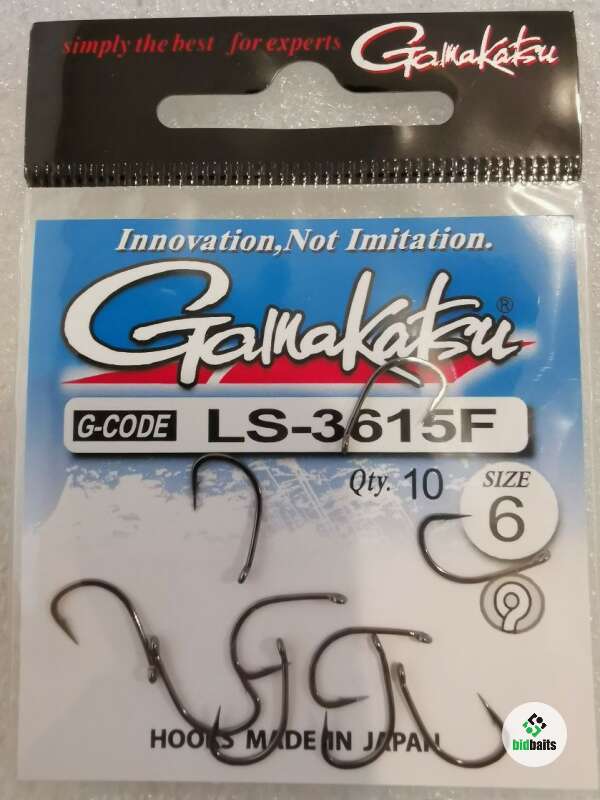 simply the best for experts Gamakatsu
Innovation,Not Imitation.
Gamakatsu®
G-CODE LS-3615F
Qty. 10 SIZE 6
HOOKS MADE IN JAPAN
bidbaits